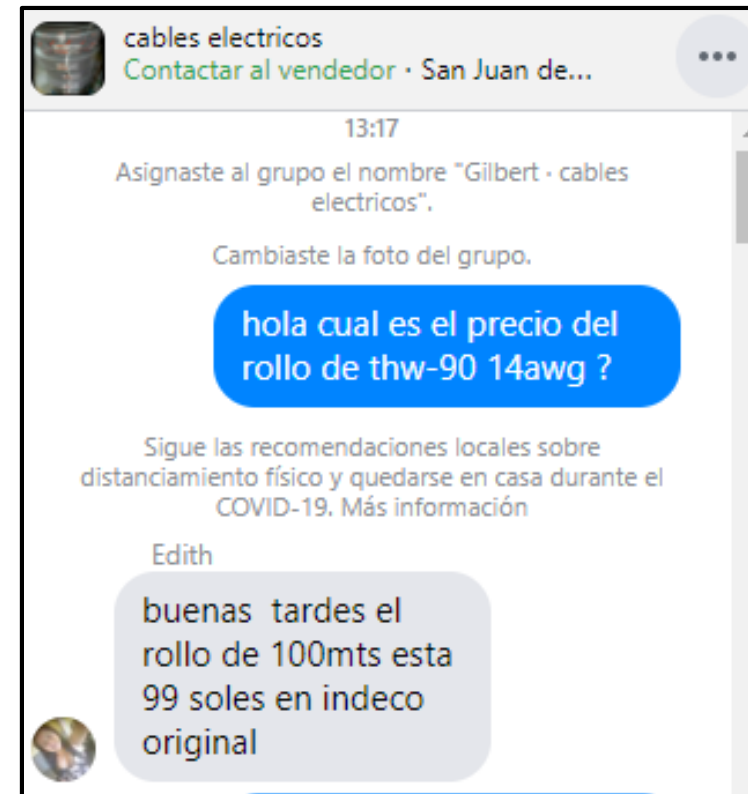 cables electricos
Contactar al vendedor · San Juan de...
13:17
Asignaste al grupo el nombre "Gilbert · cables
electricos".
Cambiaste la foto del grupo.
hola cual es el precio del
rollo de thw-90 14awg ?
Sigue las recomendaciones locales sobre
distanciamiento físico y quedarse en casa durante el
COVID-19. Más información
Edith
buenas  tardes el
rollo de 100mts esta
99 soles en indeco
original